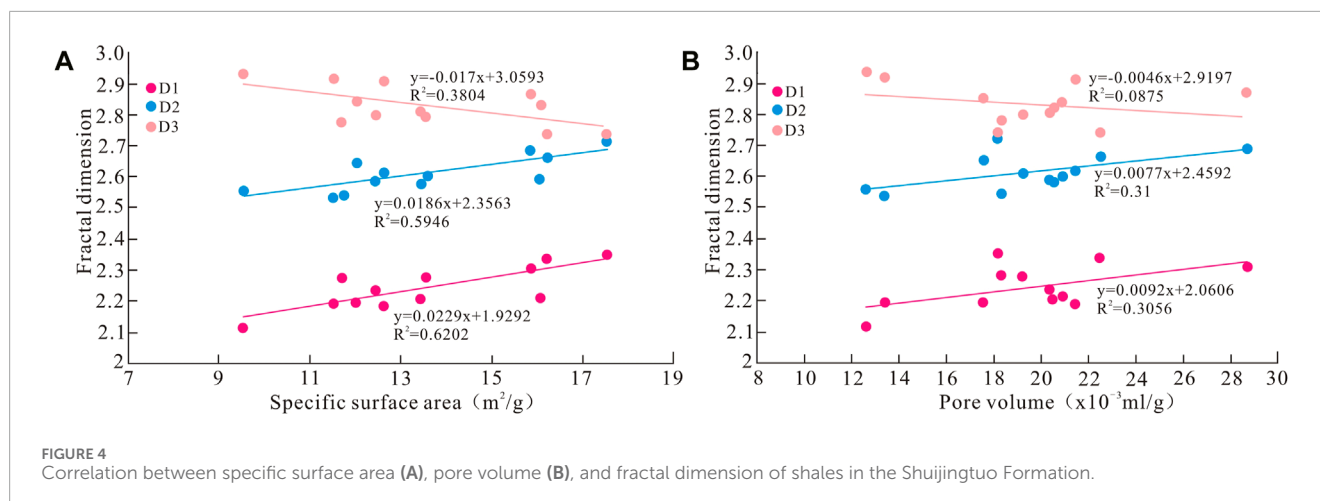 A
Fractal dimension
3.0
2.9
2.8
2.7
2.6
2.5
2.4
2.3
2.2
2.1
2
D1
D2
D3
y=-0.017x+3.0593
R²=0.3804
y=0.0186x+2.3563
R²=0.5946
y=0.0229x+1.9292
R²=0.6202
7 9 11 13 15 17 19
Specific surface area（m²/g）
B
Fractal dimension
3.0
2.9
2.8
2.7
2.6
2.5
2.4
2.3
2.2
2.1
2
D1
D2
D3
y=-0.0046x+2.9197
R²=0.0875
y=0.0077x+2.4592
R²=0.31
y=0.0092x+2.0606
R²=0.3056
8 10 12 14 16 18 20 22 24 26 28 30
Pore volume（x10⁻³ml/g）
FIGURE 4
Correlation between specific surface area (A), pore volume (B), and fractal dimension of shales in the Shuijingtuo Formation.